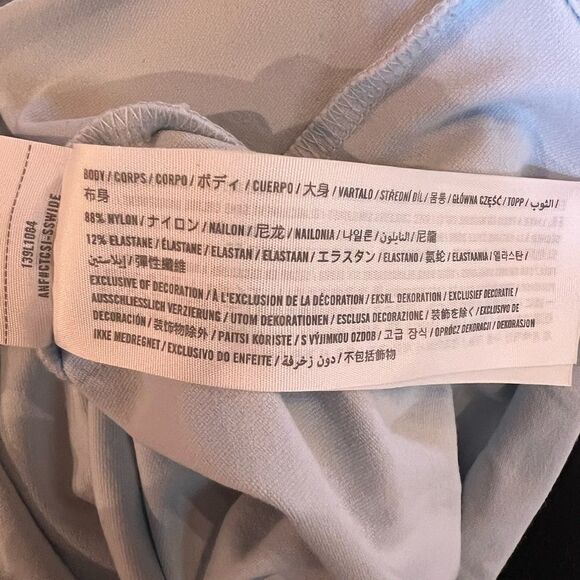 139L1084
AHF#CTCSI-SSWIDE
BODY / CORPS / CORPO / ボディ / CUERPO / 大身 / VARTALO / STŘEDNÍ DÍL / 몸통 / GŁÓWNA CZĘŚĆ / TOPP / الثوب /
布身
88% NYLON / ナイロン / NAILON / 尼龙 / NAILONIA / 나일론 / النايلون / 尼龍
12% ELASTANE / ÉLASTANE / ELASTAN / ELASTAAN / エラスタン / ELASTANO / 氨纶 / ELASTAANIA / 엘라스탄 /
إيلاستين / 彈性纖維
EXCLUSIVE OF DECORATION / À L'EXCLUSION DE LA DÉCORATION / EKSKL. DEKORATION / EXCLUSIEF DECORATIE /
AUSSCHLIESSLICH VERZIERUNG / UTOM DEKORATIONEN / ESCLUSA DECORAZIONE / 装飾を除く / EXCLUSIVO DE
DECORACIÓN / 装饰物除外 / PAITSI KORISTE / S VÝJIMKOU OZDOB / 고급 장식 / OPRÓCZ DEKORACJI / DEKORASJON
IKKE MEDREGNET / EXCLUSIVO DO ENFEITE / دون زخرفة / 不包括飾物